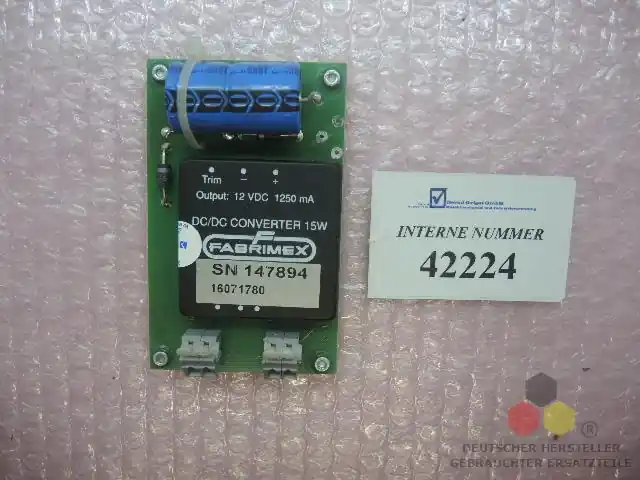 Trim - +
Output: 12 VDC 1250 mA
DC/DC CONVERTER 15W
F
FABRIMEX
SN 147894
16071780
INTERNE NUMMER
42224
®
DEUTSCHER HERSTELLER
GEBRAUCHTER ERSATZTEILE